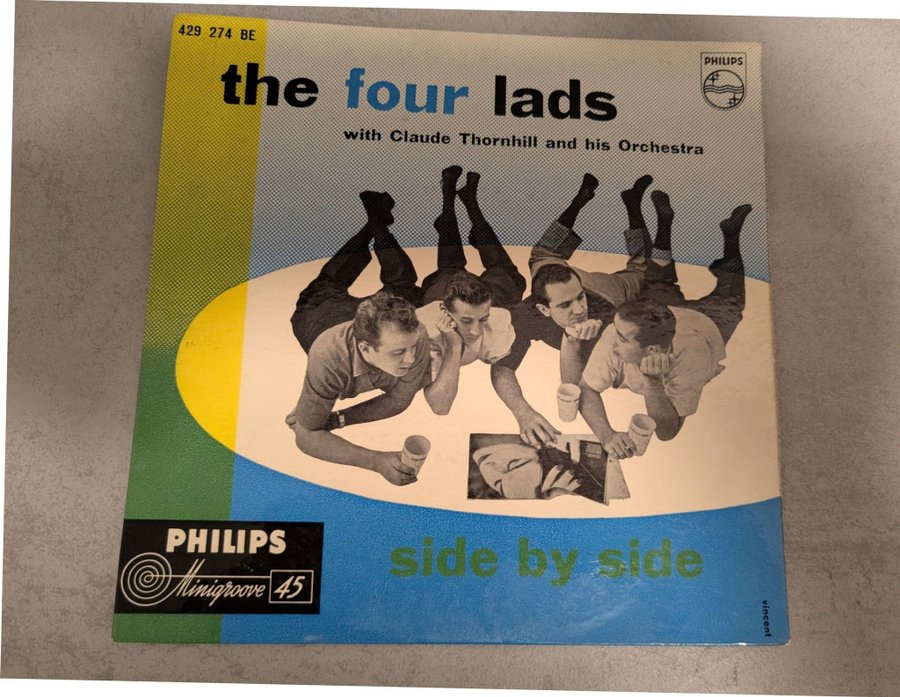 429 274 BE
PHILIPS
the four lads
with Claude Thornhill and his Orchestra
side by side
PHILIPS
Minigroove 45
vincent